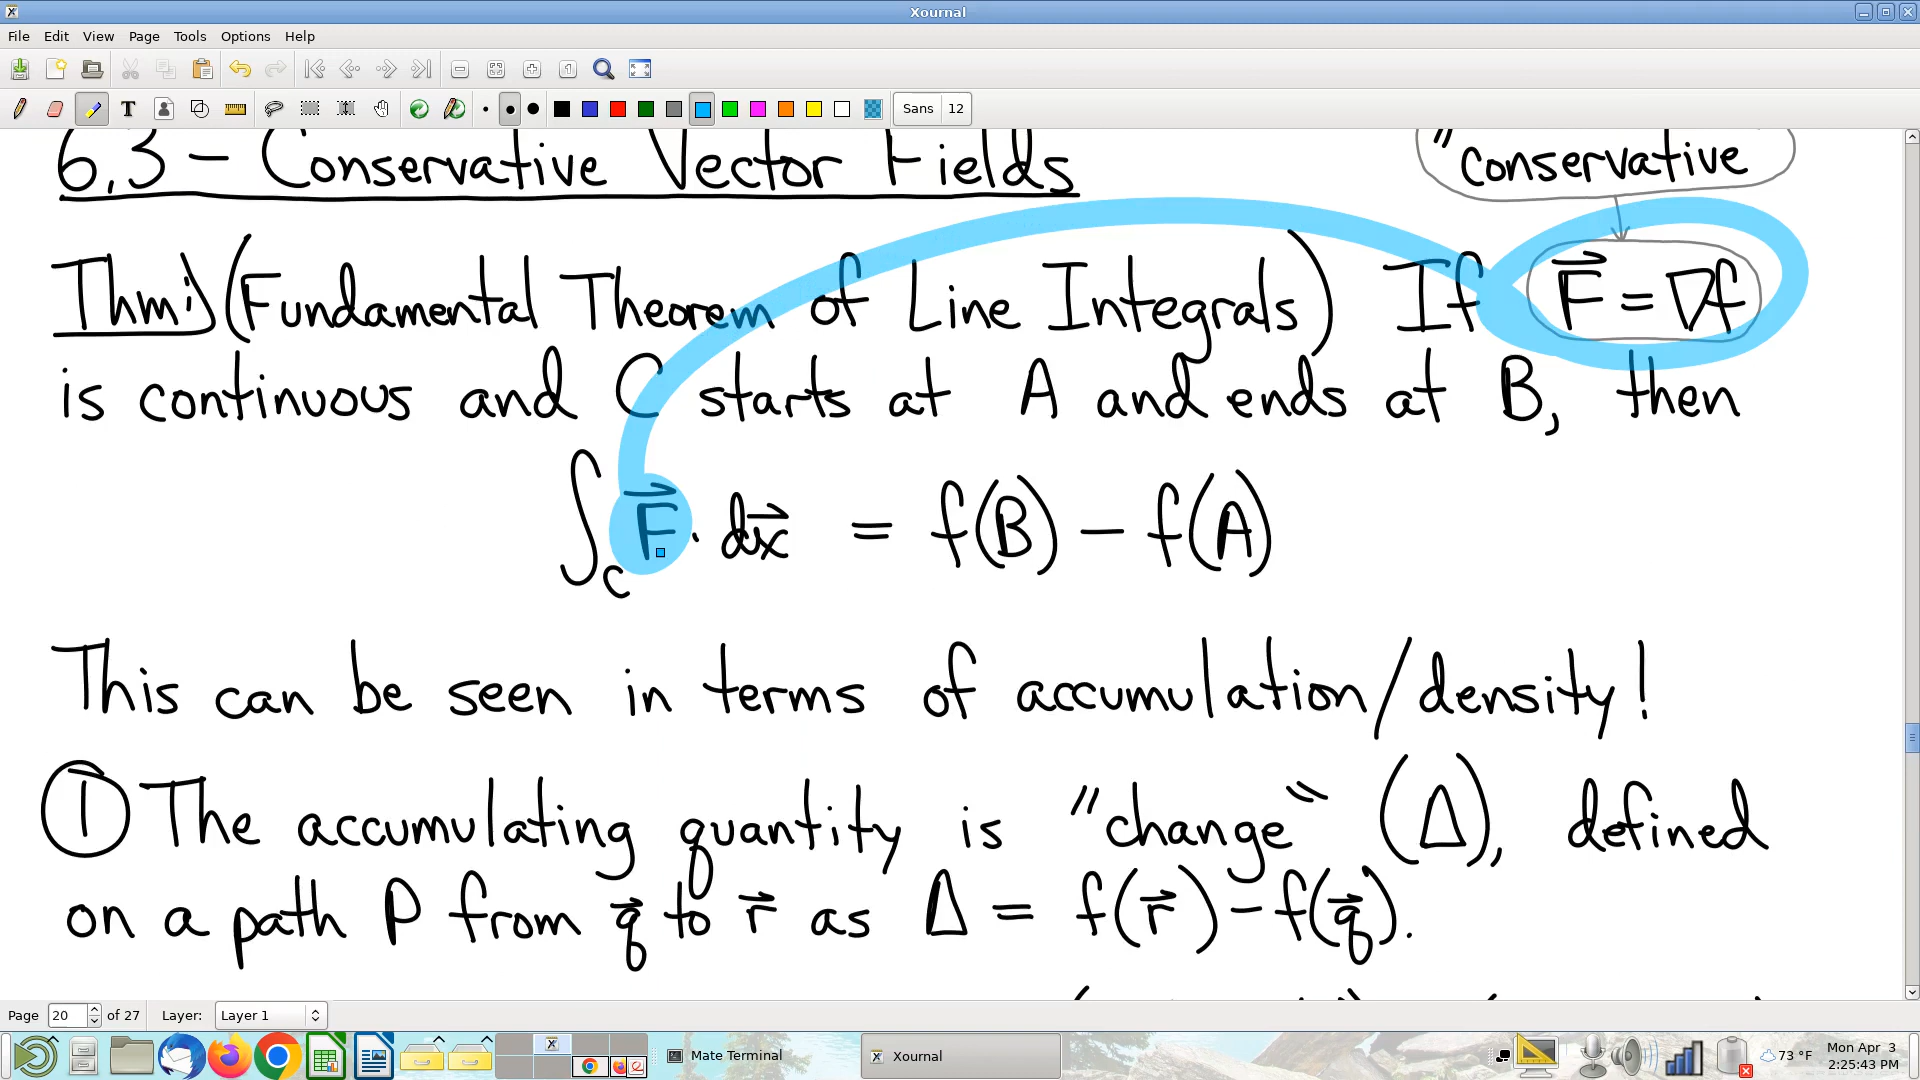 Xournal
File Edit View Page Tools Options Help
Sans 12
6.3 – Conservative Vector Fields
"conservative
Thm: (Fundamental Theorem of Line Integrals) If F⃗ = ∇f
is continuous and C starts at A and ends at B, then
∫_C F⃗ · dx⃗ = f(B) – f(A)
This can be seen in terms of accumulation/density!
① The accumulating quantity is "change" (Δ), defined
on a path P from q⃗ to r⃗ as Δ = f(r⃗) – f(q⃗).
Page 20 of 27 Layer: Layer 1
Mate Terminal
Xournal
73 °F
Mon Apr 3
2:25:43 PM